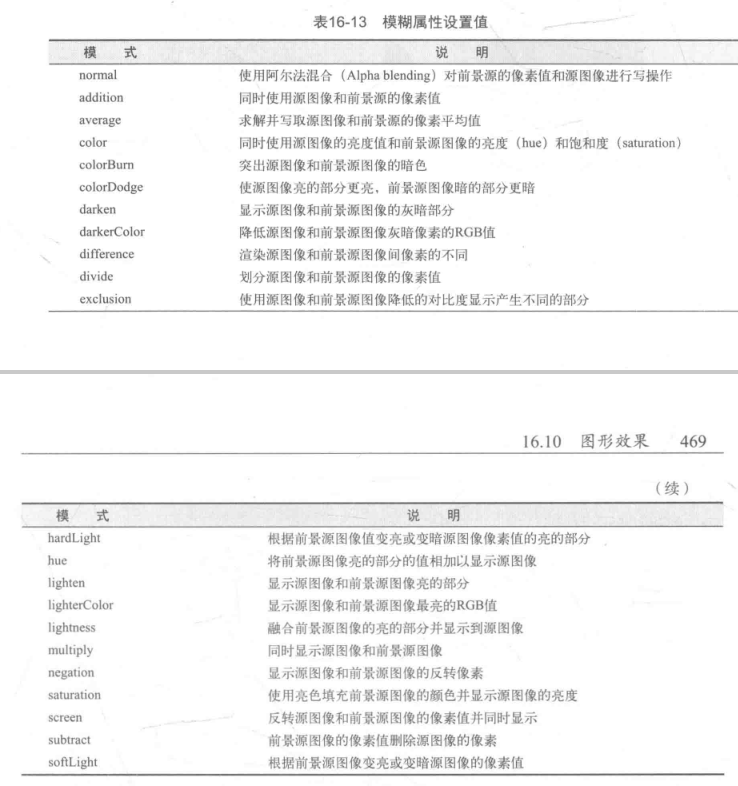 表16-13 模糊属性设置值
模 式 说 明
normal 使用阿尔法混合（Alpha blending）对前景源的像素值和源图像进行写操作
addition 同时使用源图像和前景源的像素值
average 求解并写取源图像和前景源的像素平均值
color 同时使用源图像的亮度值和前景源图像的亮度（hue）和饱和度（saturation）
colorBurn 突出源图像和前景源图像的暗色
colorDodge 使源图像亮的部分更亮，前景源图像暗的部分更暗
darken 显示源图像和前景源图像的灰暗部分
darkerColor 降低源图像和前景源图像灰暗像素的RGB值
difference 渲染源图像和前景源图像间像素的不同
divide 划分源图像和前景源图像的像素值
exclusion 使用源图像和前景源图像降低的对比度显示产生不同的部分
16.10 图形效果 469
（续）
模 式 说 明
hardLight 根据前景源图像值变亮或变暗源图像像素值的亮的部分
hue 将前景源图像亮的部分的值相加以显示源图像
lighten 显示源图像和前景源图像亮的部分
lighterColor 显示源图像和前景源图像最亮的RGB值
lightness 融合前景源图像的亮的部分并显示到源图像
multiply 同时显示源图像和前景源图像
negation 显示源图像和前景源图像的反转像素
saturation 使用亮色填充前景源图像的颜色并显示源图像的亮度
screen 反转源图像和前景源图像的像素值并同时显示
subtract 前景源图像的像素值删除源图像的像素
softLight 根据前景源图像变亮或变暗源图像的像素值